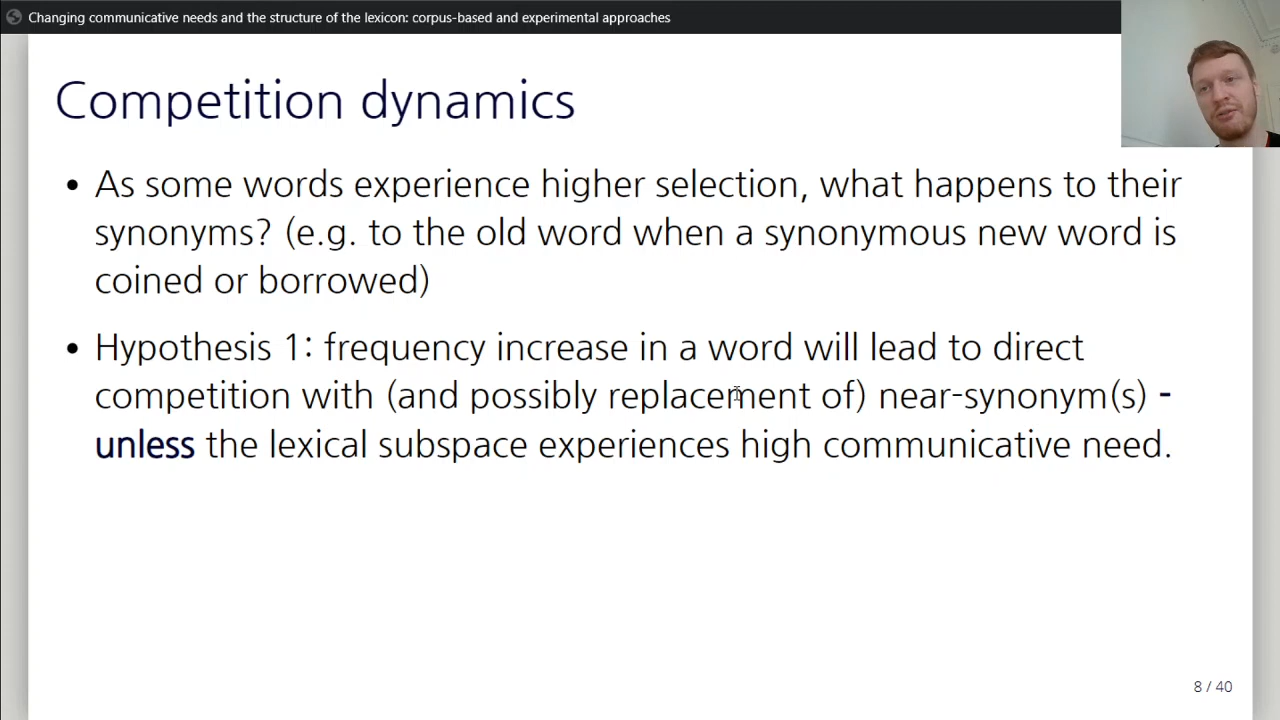 Changing communicative needs and the structure of the lexicon: corpus-based and experimental approaches
Competition dynamics
• As some words experience higher selection, what happens to their
synonyms? (e.g. to the old word when a synonymous new word is
coined or borrowed)
• Hypothesis 1: frequency increase in a word will lead to direct
competition with (and possibly replacement of) near-synonym(s) -
unless the lexical subspace experiences high communicative need.
8 / 40